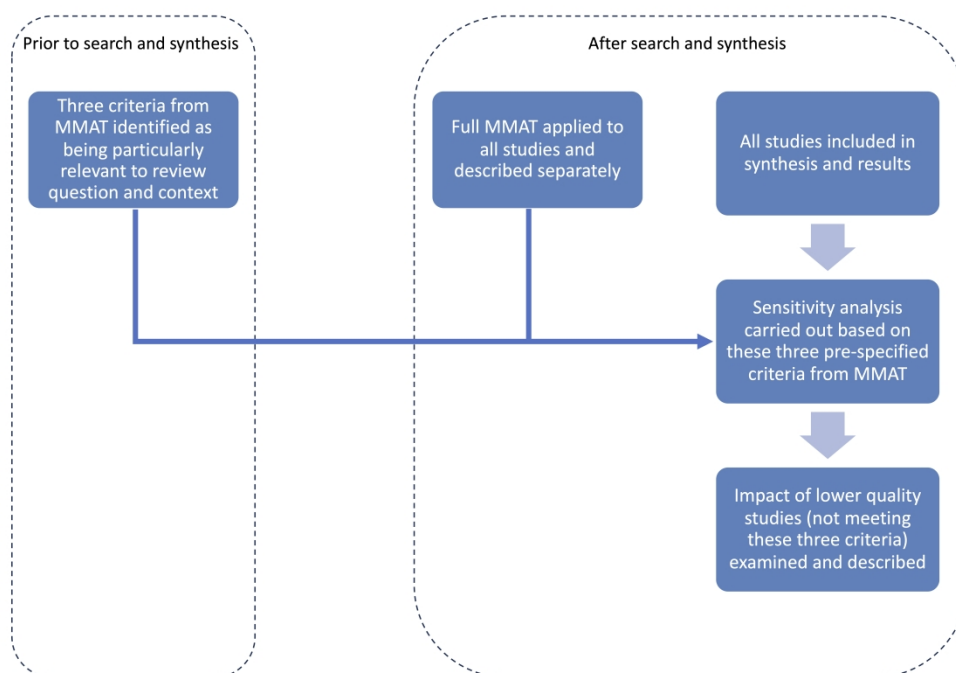 Prior to search and synthesis
Three criteria from
MMAT identified as
being particularly
relevant to review
question and context
After search and synthesis
Full MMAT applied to
all studies and
described separately
All studies included in
synthesis and results
Sensitivity analysis
carried out based on
these three pre-specified
criteria from MMAT
Impact of lower quality
studies (not meeting
these three criteria)
examined and described